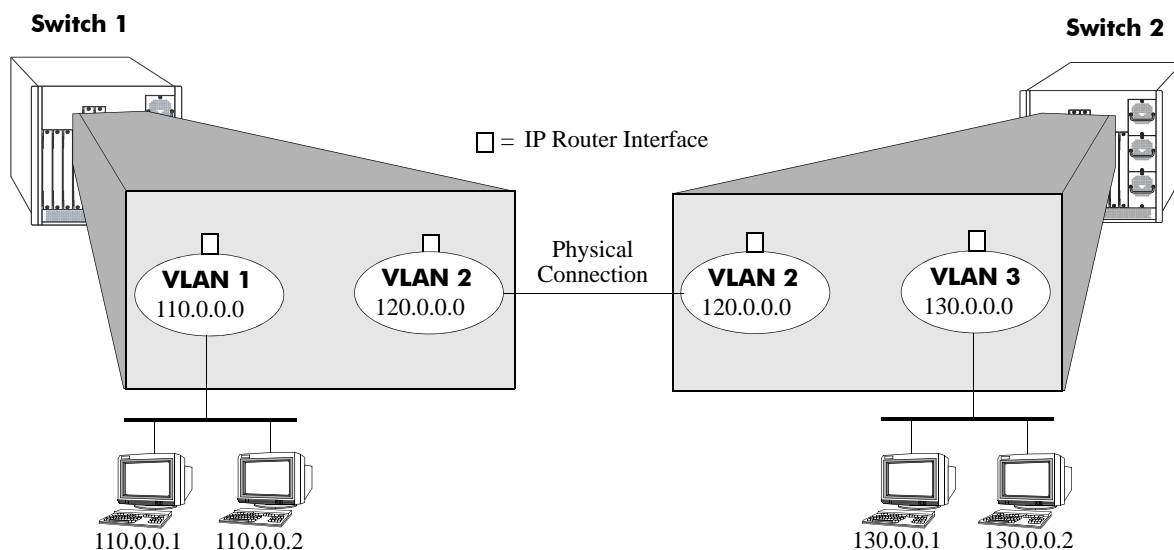 Switch 1
Switch 2
= IP Router Interface
Physical
Connection
VLAN 1
110.0.0.0
VLAN 2
120.0.0.0
VLAN 2
120.0.0.0
VLAN 3
130.0.0.0
110.0.0.1
110.0.0.2
130.0.0.1
130.0.0.2